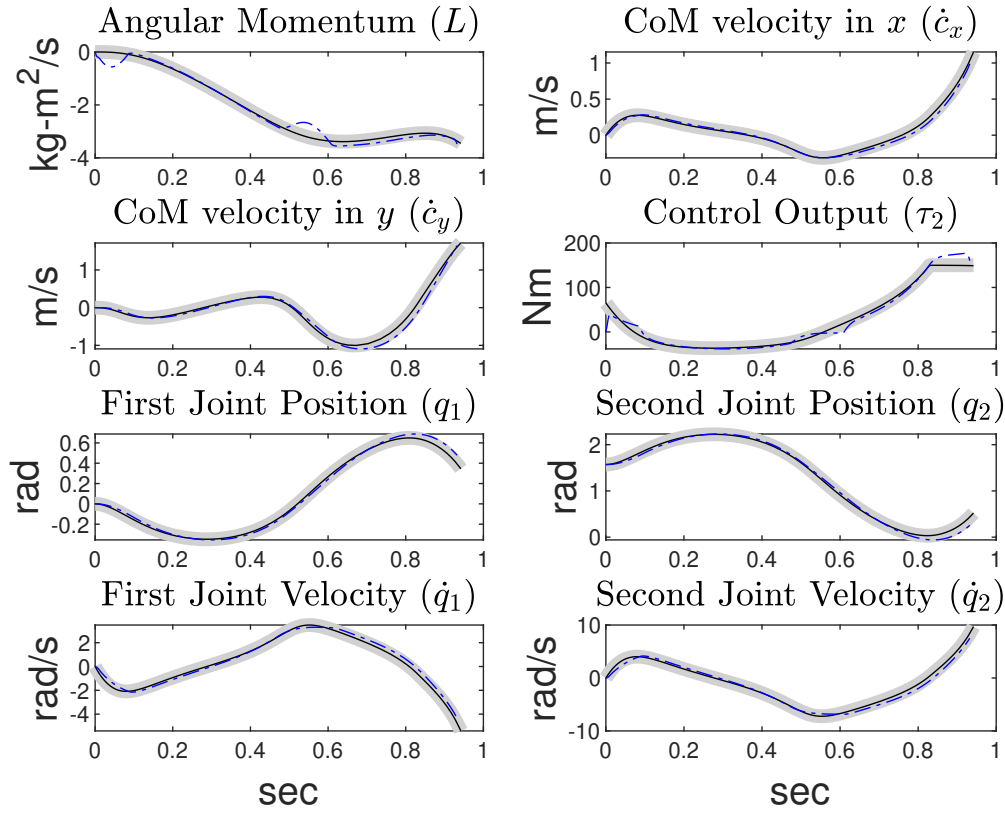 Angular Momentum (L)
kg-m²/s
0
-2
-4
0 0.2 0.4 0.6 0.8 1
CoM velocity in x (ċₓ)
m/s
1
0.5
0
0 0.2 0.4 0.6 0.8 1
CoM velocity in y (ċ_y)
m/s
1
0
-1
0 0.2 0.4 0.6 0.8 1
Control Output (τ₂)
Nm
200
100
0
0 0.2 0.4 0.6 0.8 1
First Joint Position (q₁)
rad
0.6
0.4
0.2
0
-0.2
0 0.2 0.4 0.6 0.8 1
Second Joint Position (q₂)
rad
2
1
0
0 0.2 0.4 0.6 0.8 1
First Joint Velocity (q̇₁)
rad/s
2
0
-2
-4
0 0.2 0.4 0.6 0.8 1
sec
Second Joint Velocity (q̇₂)
rad/s
10
0
-10
0 0.2 0.4 0.6 0.8 1
sec